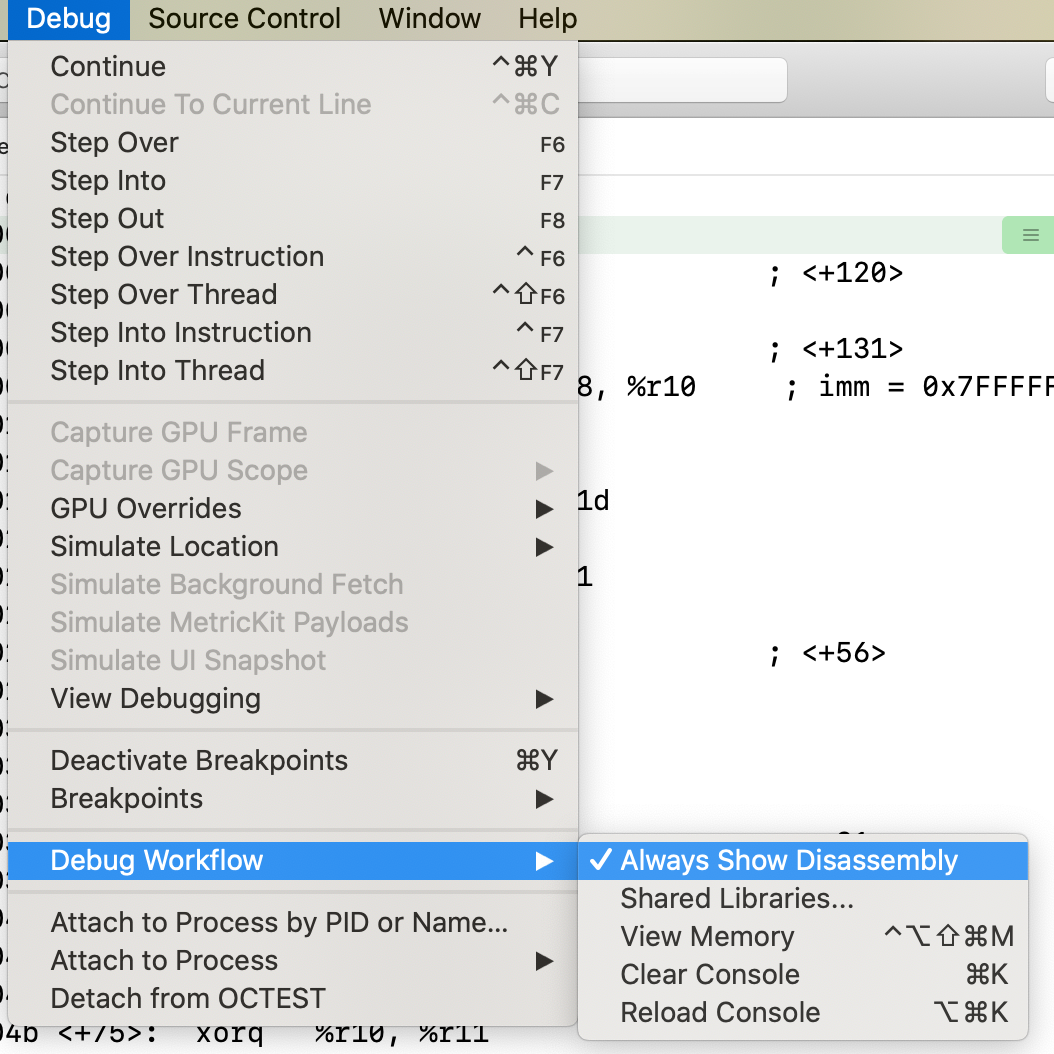 Debug Source Control Window Help
Continue ^⌘Y
Continue To Current Line ^⌘C
Step Over F6
Step Into F7
Step Out F8
Step Over Instruction ^F6
; <+120>
Step Over Thread ^⇧F6
Step Into Instruction ^F7
; <+131>
Step Into Thread ^⇧F7
8, %r10 ; imm = 0x7FFFFF
Capture GPU Frame
Capture GPU Scope ▶
GPU Overrides ▶
1d
Simulate Location ▶
Simulate Background Fetch
1
Simulate MetricKit Payloads
Simulate UI Snapshot
; <+56>
View Debugging ▶
Deactivate Breakpoints ⌘Y
Breakpoints ▶
Debug Workflow ▶
✓ Always Show Disassembly
Shared Libraries...
View Memory ^⌥⇧⌘M
Clear Console ⌘K
Reload Console ⌥⌘K
Attach to Process by PID or Name...
Attach to Process ▶
Detach from OCTEST
4b <+75>: xorq %r10, %r11